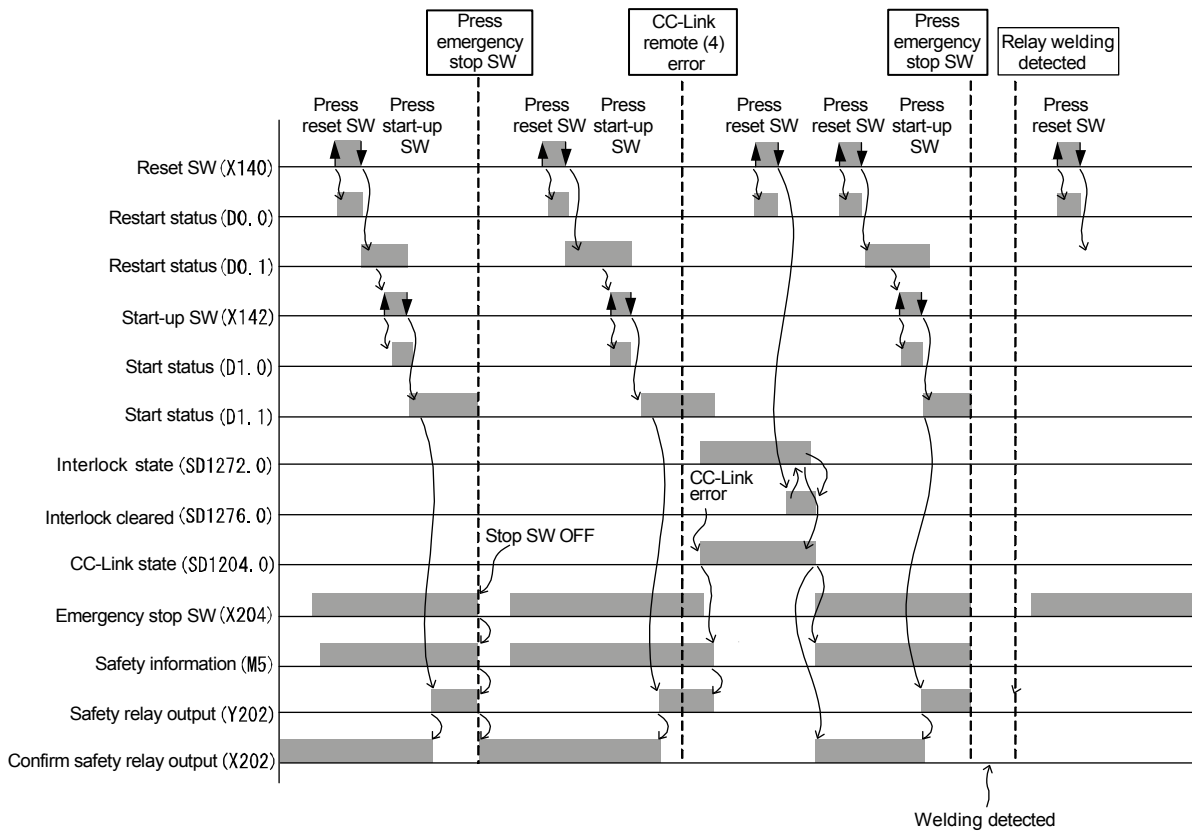 Press
emergency
stop SW
CC-Link
remote (4)
error
Press
emergency
stop SW
Relay welding
detected
Press
reset SW
Press
start-up
SW
Press
reset SW
Press
start-up
SW
Press
reset SW
Press
reset SW
Press
start-up
SW
Press
reset SW
Reset SW (X140)
Restart status (D0.0)
Restart status (D0.1)
Start-up SW (X142)
Start status (D1.0)
Start status (D1.1)
Interlock state (SD1272.0)
CC-Link
error
Interlock cleared (SD1276.0)
Stop SW OFF
CC-Link state (SD1204.0)
Emergency stop SW (X204)
Safety information (M5)
Safety relay output (Y202)
Confirm safety relay output (X202)
Welding detected